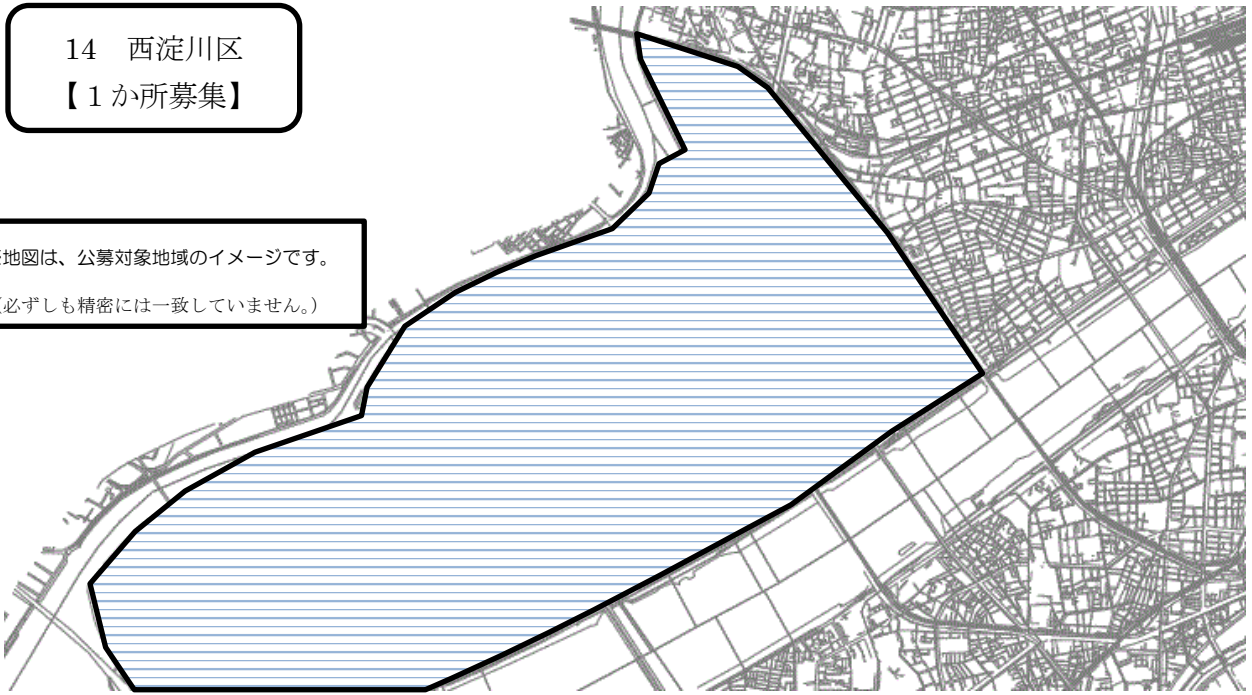 14 西淀川区
【１か所募集】
地図は、公募対象地域のイメージです。
必ずしも精密には一致していません。）